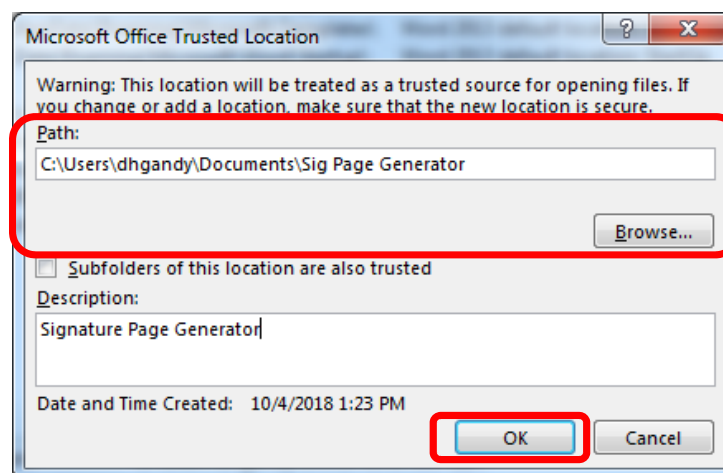 Microsoft Office Trusted Location
Warning: This location will be treated as a trusted source for opening files. If
you change or add a location, make sure that the new location is secure.
Path:
C:\Users\dhgandy\Documents\Sig Page Generator
Browse...
Subfolders of this location are also trusted
Description:
Signature Page Generator
Date and Time Created: 10/4/2018 1:23 PM
OK Cancel